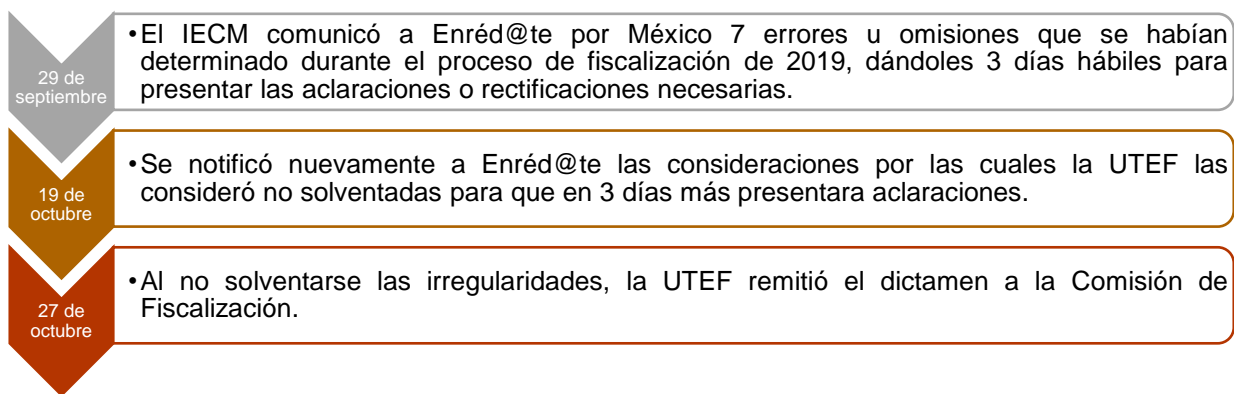 29 de
septiembre
•El IECM comunicó a Enréd@te por México 7 errores u omisiones que se habían
determinado durante el proceso de fiscalización de 2019, dándoles 3 días hábiles para
presentar las aclaraciones o rectificaciones necesarias.
19 de
octubre
•Se notificó nuevamente a Enréd@te las consideraciones por las cuales la UTEF las
consideró no solventadas para que en 3 días más presentara aclaraciones.
27 de
octubre
•Al no solventarse las irregularidades, la UTEF remitió el dictamen a la Comisión de
Fiscalización.